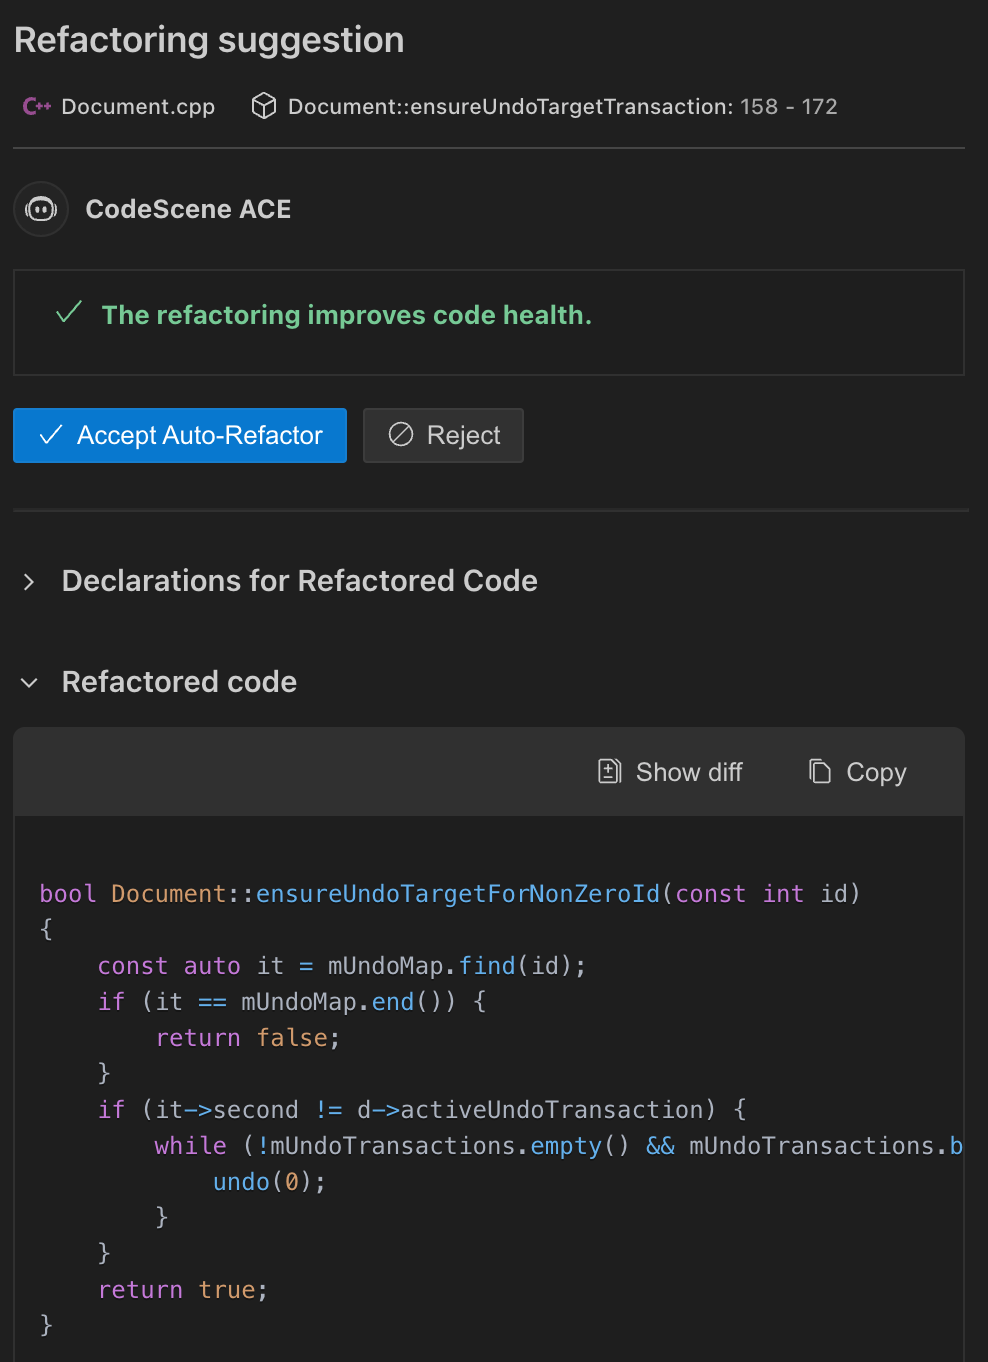 Refactoring suggestion
C++ Document.cpp Document::ensureUndoTargetTransaction: 158 - 172
CodeScene ACE
The refactoring improves code health.
Accept Auto-Refactor Reject
Declarations for Refactored Code
Refactored code
Show diff Copy
bool Document::ensureUndoTargetForNonZeroId(const int id)
{
    const auto it = mUndoMap.find(id);
    if (it == mUndoMap.end()) {
        return false;
    }
    if (it->second != d->activeUndoTransaction) {
        while (!mUndoTransactions.empty() && mUndoTransactions.b
            undo(0);
        }
    }
    return true;
}